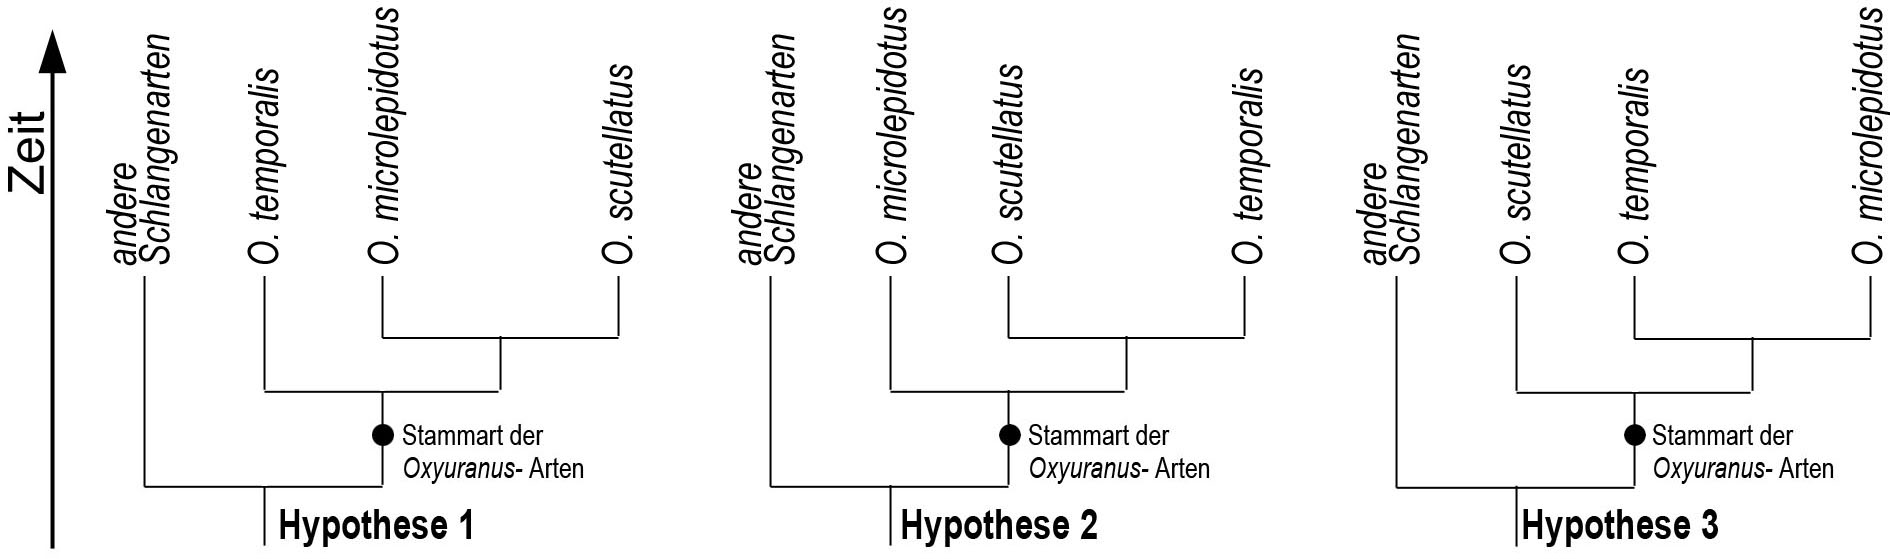 Zeit
andere
Schlangenarten
O. temporalis
O. microlepidotus
O. scutellatus
Stammart der
Oxyuranus- Arten
Hypothese 1
andere
Schlangenarten
O. microlepidotus
O. scutellatus
O. temporalis
Stammart der
Oxyuranus- Arten
Hypothese 2
andere
Schlangenarten
O. scutellatus
O. temporalis
O. microlepidotus
Stammart der
Oxyuranus- Arten
Hypothese 3